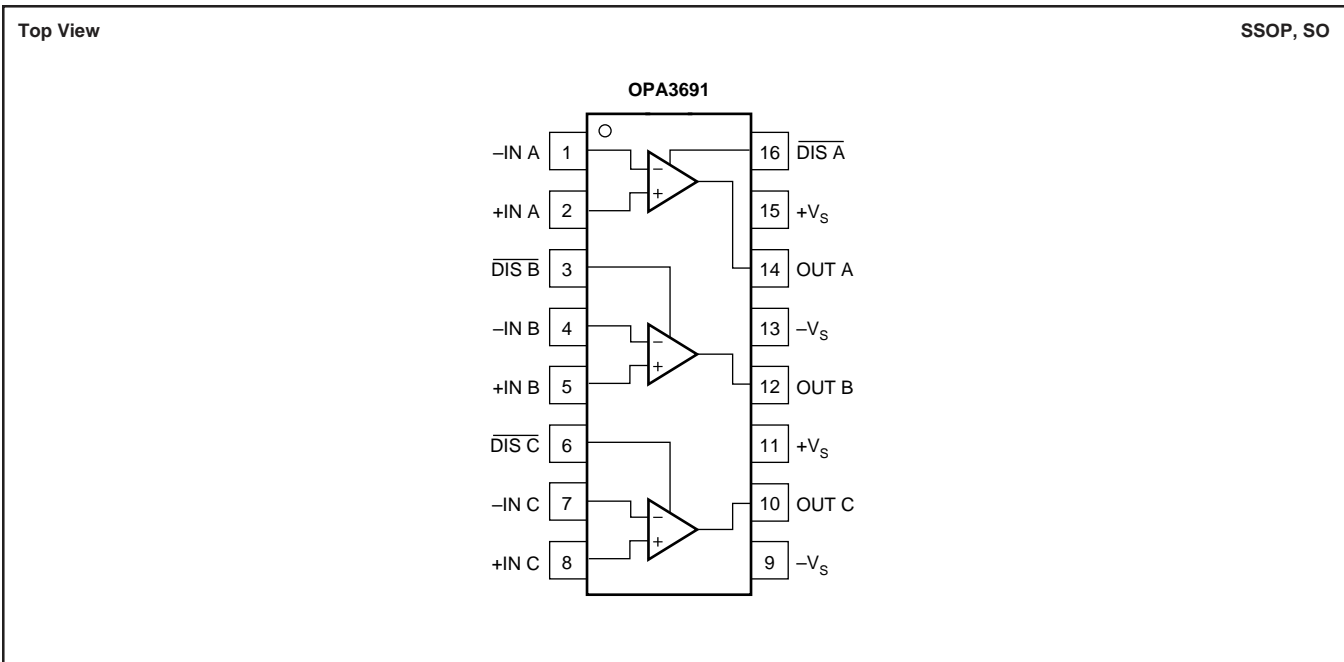 Top View SSOP, SO
OPA3691
–IN A 1 16 DIS A
− +
+IN A 2 15 +VS
DIS B 3 14 OUT A
–IN B 4 13 –VS
− +
+IN B 5 12 OUT B
DIS C 6 11 +VS
–IN C 7 10 OUT C
− +
+IN C 8 9 –VS